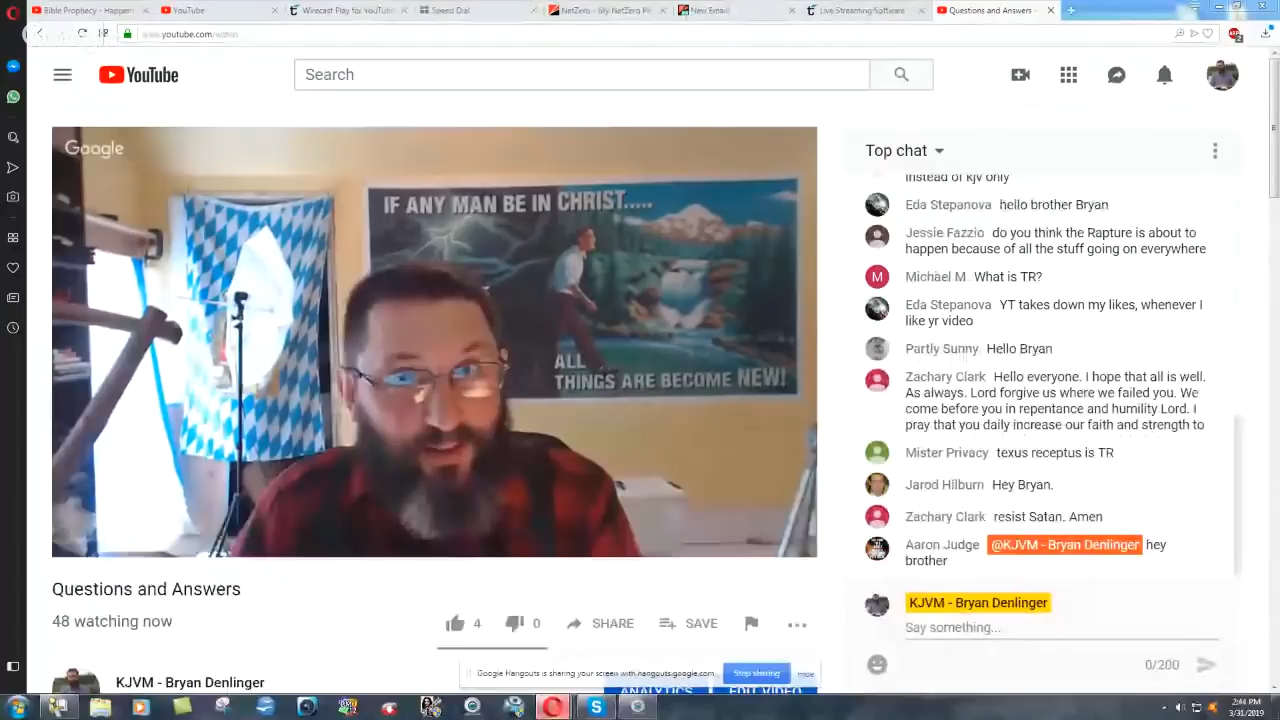 Bible Prophecy - Happen
YouTube
Wirecast Play for YouTube
Speed Dial
NetZero - My NetZero Pe
New Email
Live Streaming Software
Questions and Answers -
www.youtube.com/watch
YouTube
Search
Google
IF ANY MAN BE IN CHRIST.....
ALL
THINGS ARE BECOME NEW!
Questions and Answers
48 watching now
4
0
SHARE
SAVE
KJVM - Bryan Denlinger
Google Hangouts is sharing your screen with hangouts.google.com.
Stop sharing
Hide
ANALYTICS
EDIT VIDEO
Top chat
instead of kjv only
Eda Stepanova hello brother Bryan
Jessie Fazzio do you think the Rapture is about to
happen because of all the stuff going on everywhere
Michael M What is TR?
Eda Stepanova YT takes down my likes, whenever I
like yr video
Partly Sunny Hello Bryan
Zachary Clark Hello everyone. I hope that all is well.
As always. Lord forgive us where we failed you. We
come before you in repentance and humility Lord. I
pray that you daily increase our faith and strength to
Mister Privacy texus receptus is TR
Jarod Hilburn Hey Bryan.
Zachary Clark resist Satan. Amen
Aaron Judge @KJVM - Bryan Denlinger hey
brother
KJVM - Bryan Denlinger
Say something...
0/200
2:44 PM
3/31/2019